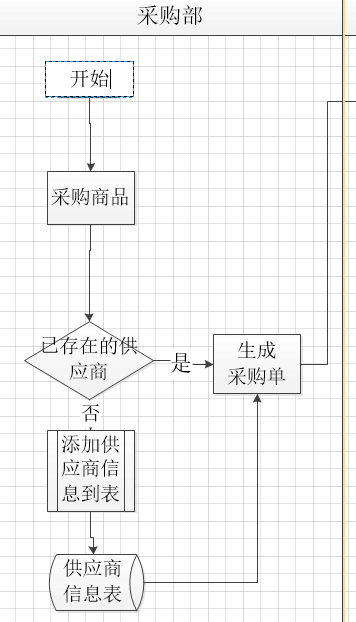 采购部
开始
采购商品
已存在的供
应商
是
生成
采购单
否
添加供
应商信
息到表
供应商
信息表